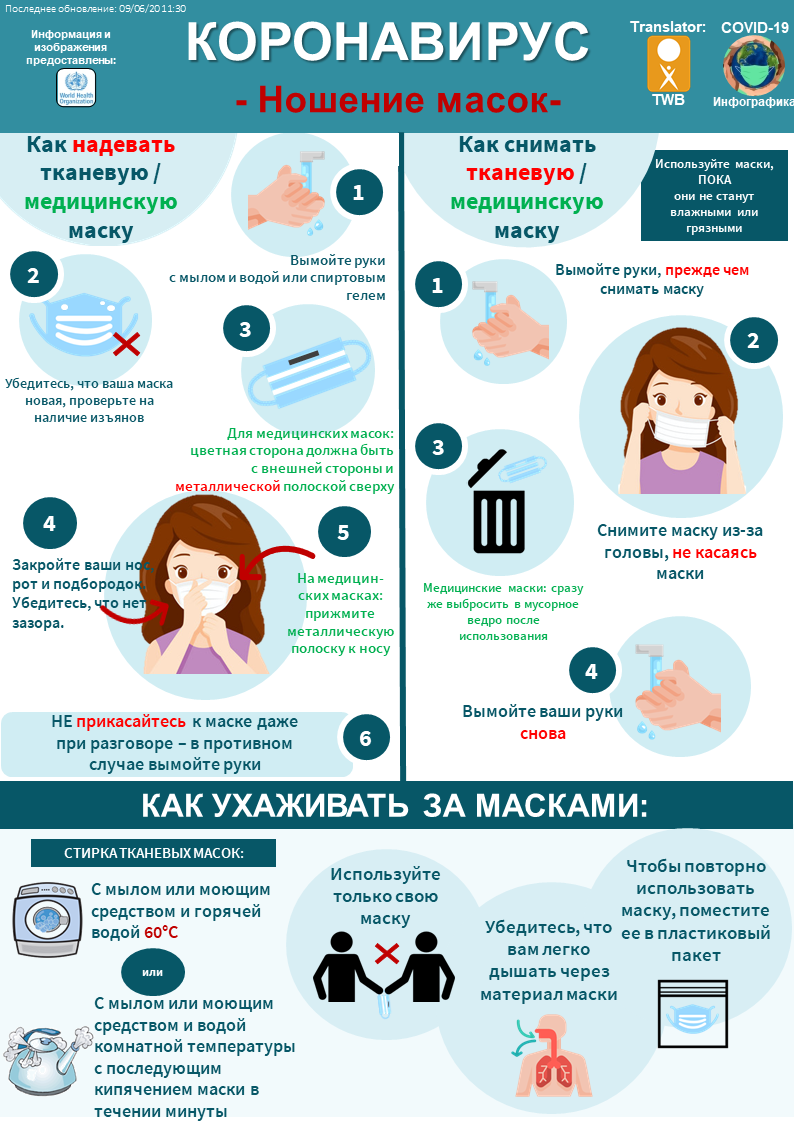 Последнее обновление: 09/06/20 11:30
Информация и
изображения
предоставлены:
World Health
Organization
КОРОНАВИРУС
- Ношение масок-
Translator:
TWB
COVID-19
Инфографика
Как надевать
тканевую /
медицинскую
маску
1
Вымойте руки
с мылом и водой или спиртовым
гелем
2
Убедитесь, что ваша маска
новая, проверьте на
наличие изъянов
3
Для медицинских масок:
цветная сторона должна быть
с внешней стороны и
металлической полоской сверху
4
Закройте ваши нос,
рот и подбородок.
Убедитесь, что нет
зазора.
5
На медицин-
ских масках:
прижмите
металлическую
полоску к носу
НЕ прикасайтесь к маске даже
при разговоре – в противном
случае вымойте руки
6
Как снимать
тканевую /
медицинскую
маску
Используйте маски,
ПОКА
они не станут
влажными или
грязными
1
Вымойте руки, прежде чем
снимать маску
2
Снимите маску из-за
головы, не касаясь
маски
3
Медицинские маски: сразу
же выбросить в мусорное
ведро после
использования
4
Вымойте ваши руки
снова
КАК УХАЖИВАТЬ ЗА МАСКАМИ:
СТИРКА ТКАНЕВЫХ МАСОК:
С мылом или моющим
средством и горячей
водой 60°C
или
С мылом или моющим
средством и водой
комнатной температуры
с последующим
кипячением маски в
течении минуты
Используйте
только свою
маску
Убедитесь, что
вам легко
дышать через
материал маски
Чтобы повторно
использовать
маску, поместите
ее в пластиковый
пакет